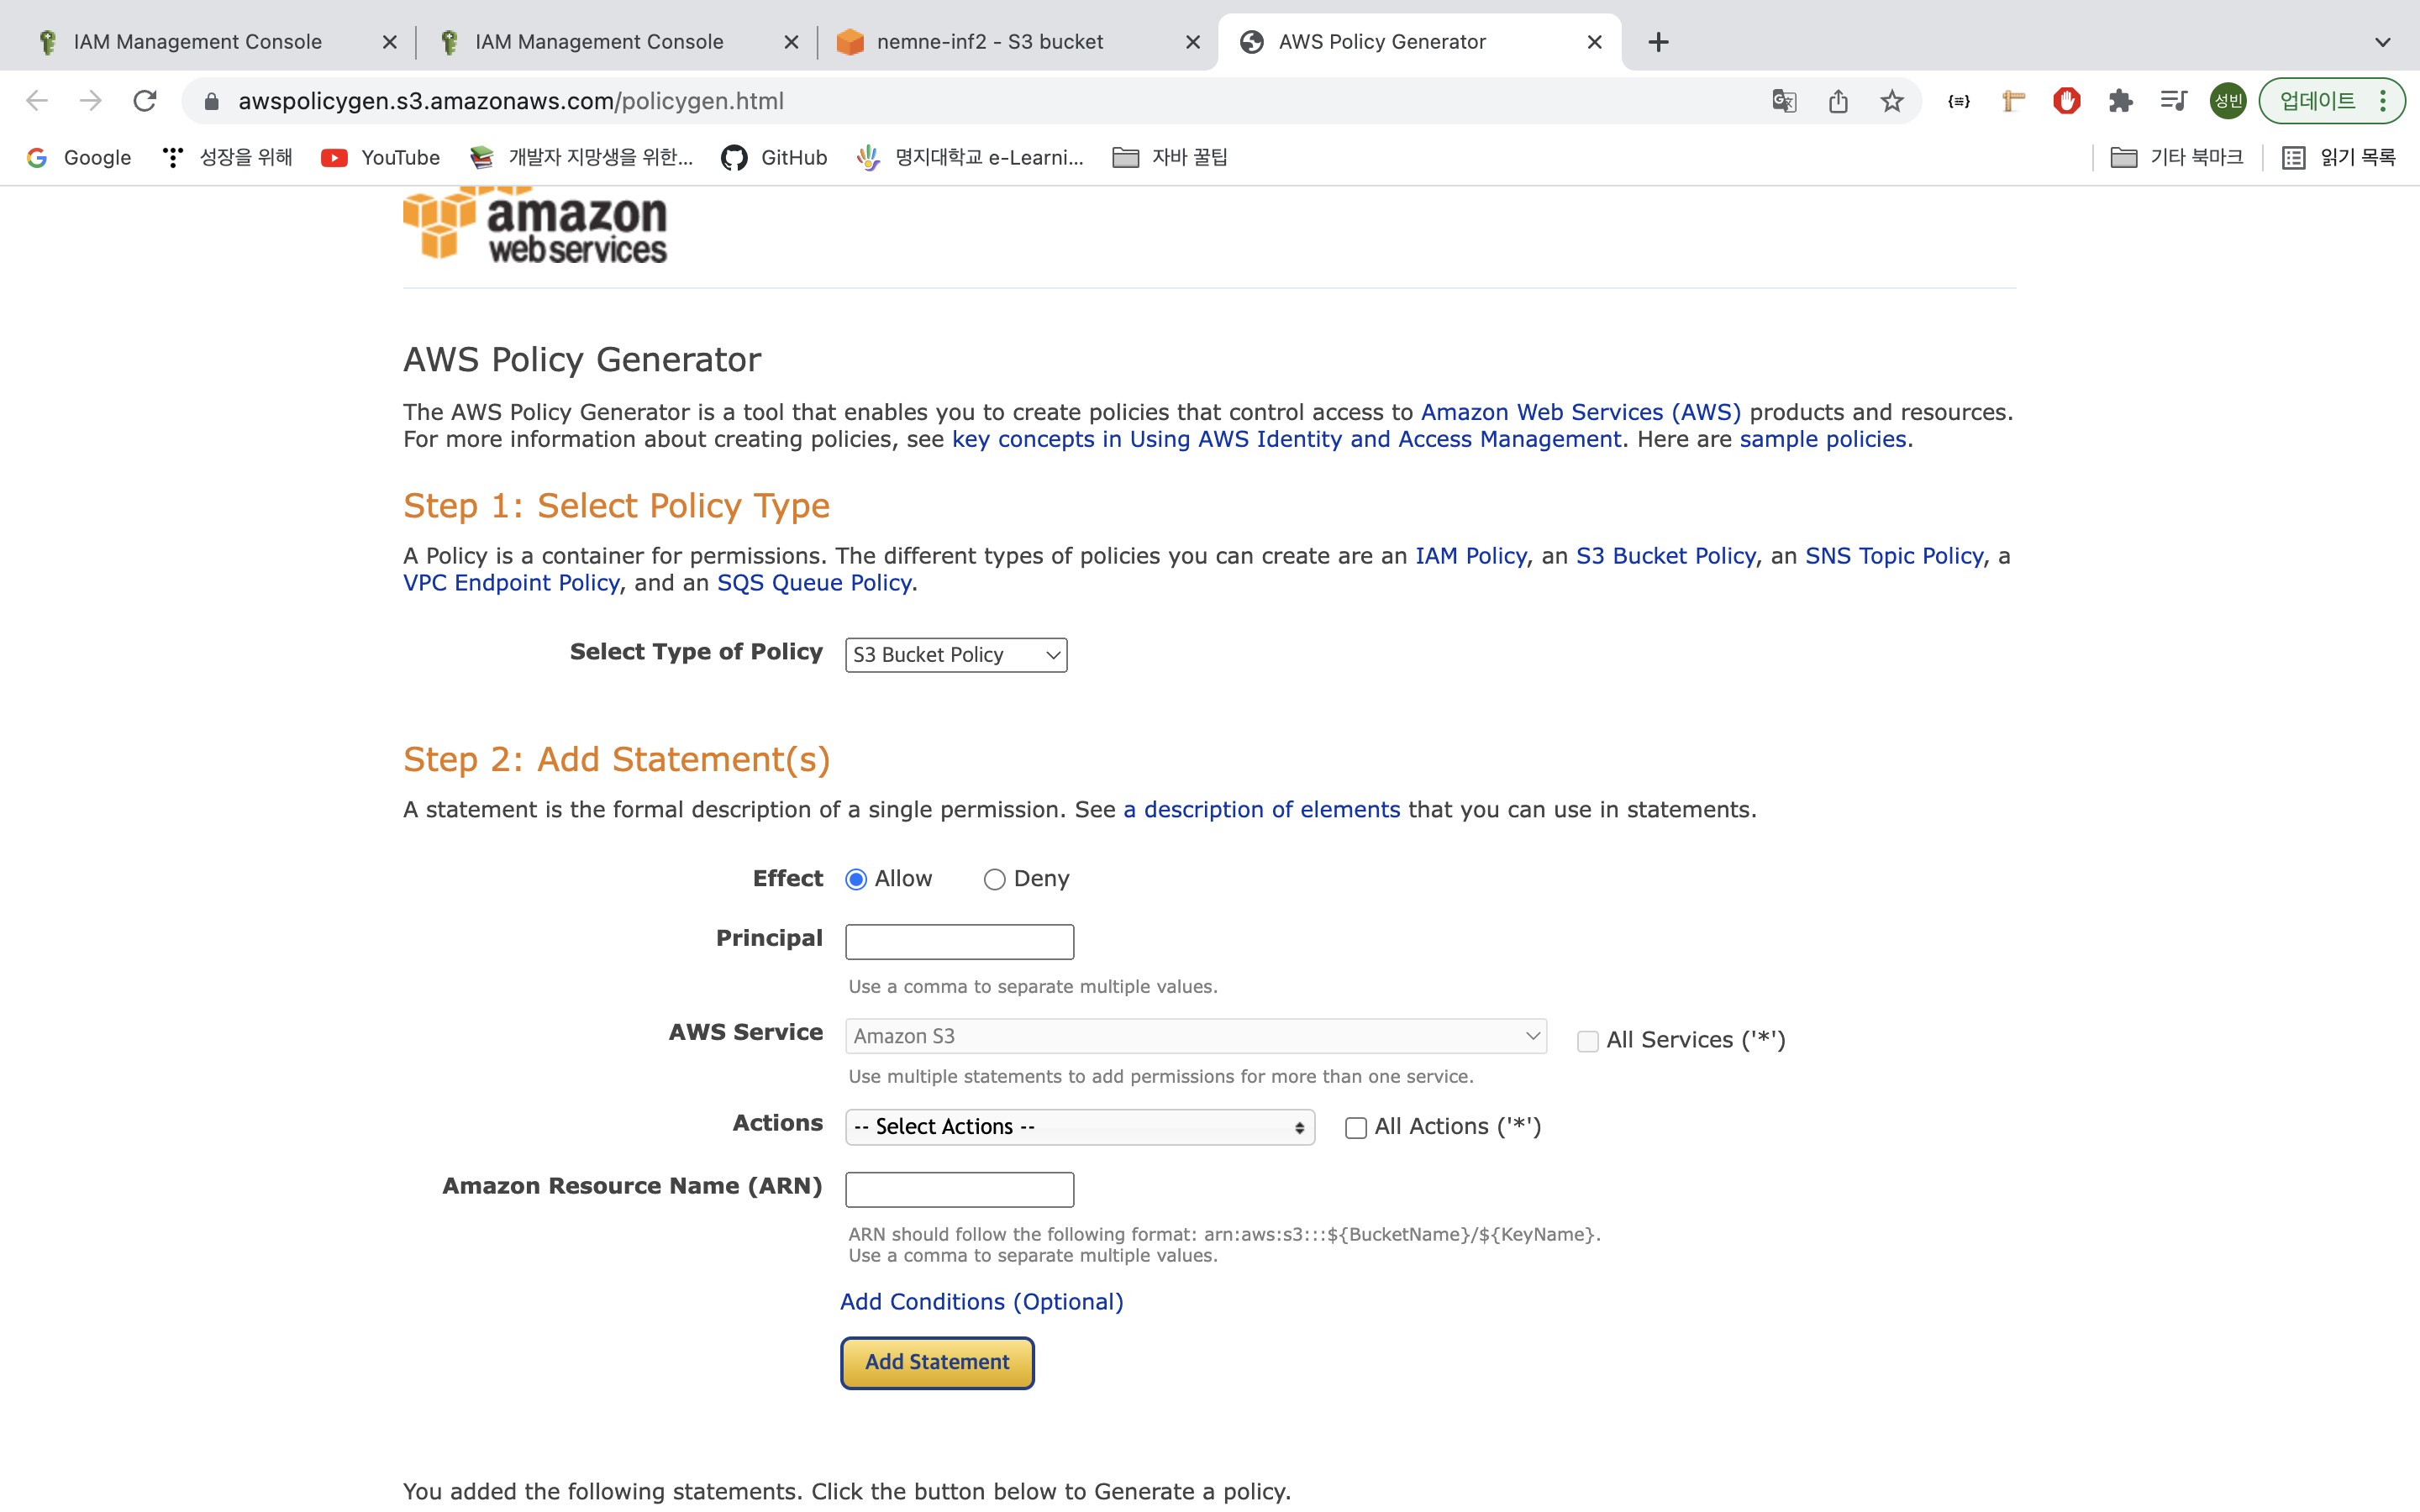 IAM Management Console
IAM Management Console
nemne-inf2 - S3 bucket
AWS Policy Generator
awspolicygen.s3.amazonaws.com/policygen.html
성빈
업데이트
Google
성장을 위해
YouTube
개발자 지망생을 위한...
GitHub
명지대학교 e-Learni...
자바 꿀팁
기타 북마크
읽기 목록
amazon
webservices
AWS Policy Generator
The AWS Policy Generator is a tool that enables you to create policies that control access to Amazon Web Services (AWS) products and resources.
For more information about creating policies, see key concepts in Using AWS Identity and Access Management. Here are sample policies.
Step 1: Select Policy Type
A Policy is a container for permissions. The different types of policies you can create are an IAM Policy, an S3 Bucket Policy, an SNS Topic Policy, a
VPC Endpoint Policy, and an SQS Queue Policy.
Select Type of Policy S3 Bucket Policy
Step 2: Add Statement(s)
A statement is the formal description of a single permission. See a description of elements that you can use in statements.
Effect Allow Deny
Principal
Use a comma to separate multiple values.
AWS Service Amazon S3 All Services ('*')
Use multiple statements to add permissions for more than one service.
Actions -- Select Actions -- All Actions ('*')
Amazon Resource Name (ARN)
ARN should follow the following format: arn:aws:s3:::${BucketName}/${KeyName}.
Use a comma to separate multiple values.
Add Conditions (Optional)
Add Statement
You added the following statements. Click the button below to Generate a policy.